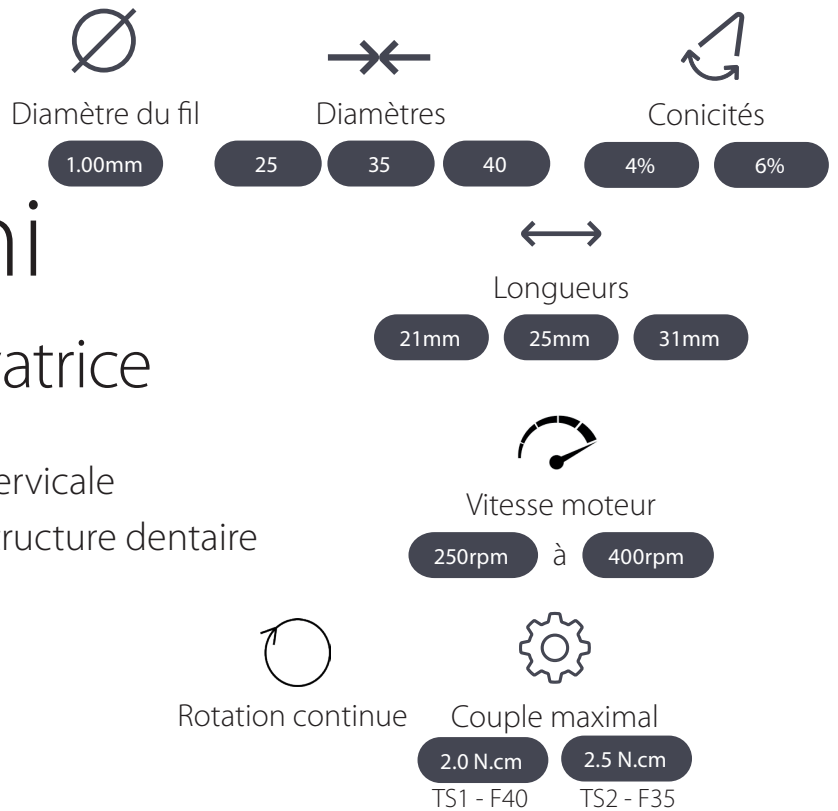 Diamètre du fil Diamètres Conicités
1.00mm 25 35 40 4% 6%
Longueurs
21mm 25mm 31mm
Vitesse moteur
250rpm à 400rpm
Rotation continue Couple maximal
2.0 N.cm 2.5 N.cm
TS1 - F40 TS2 - F35
dentaire